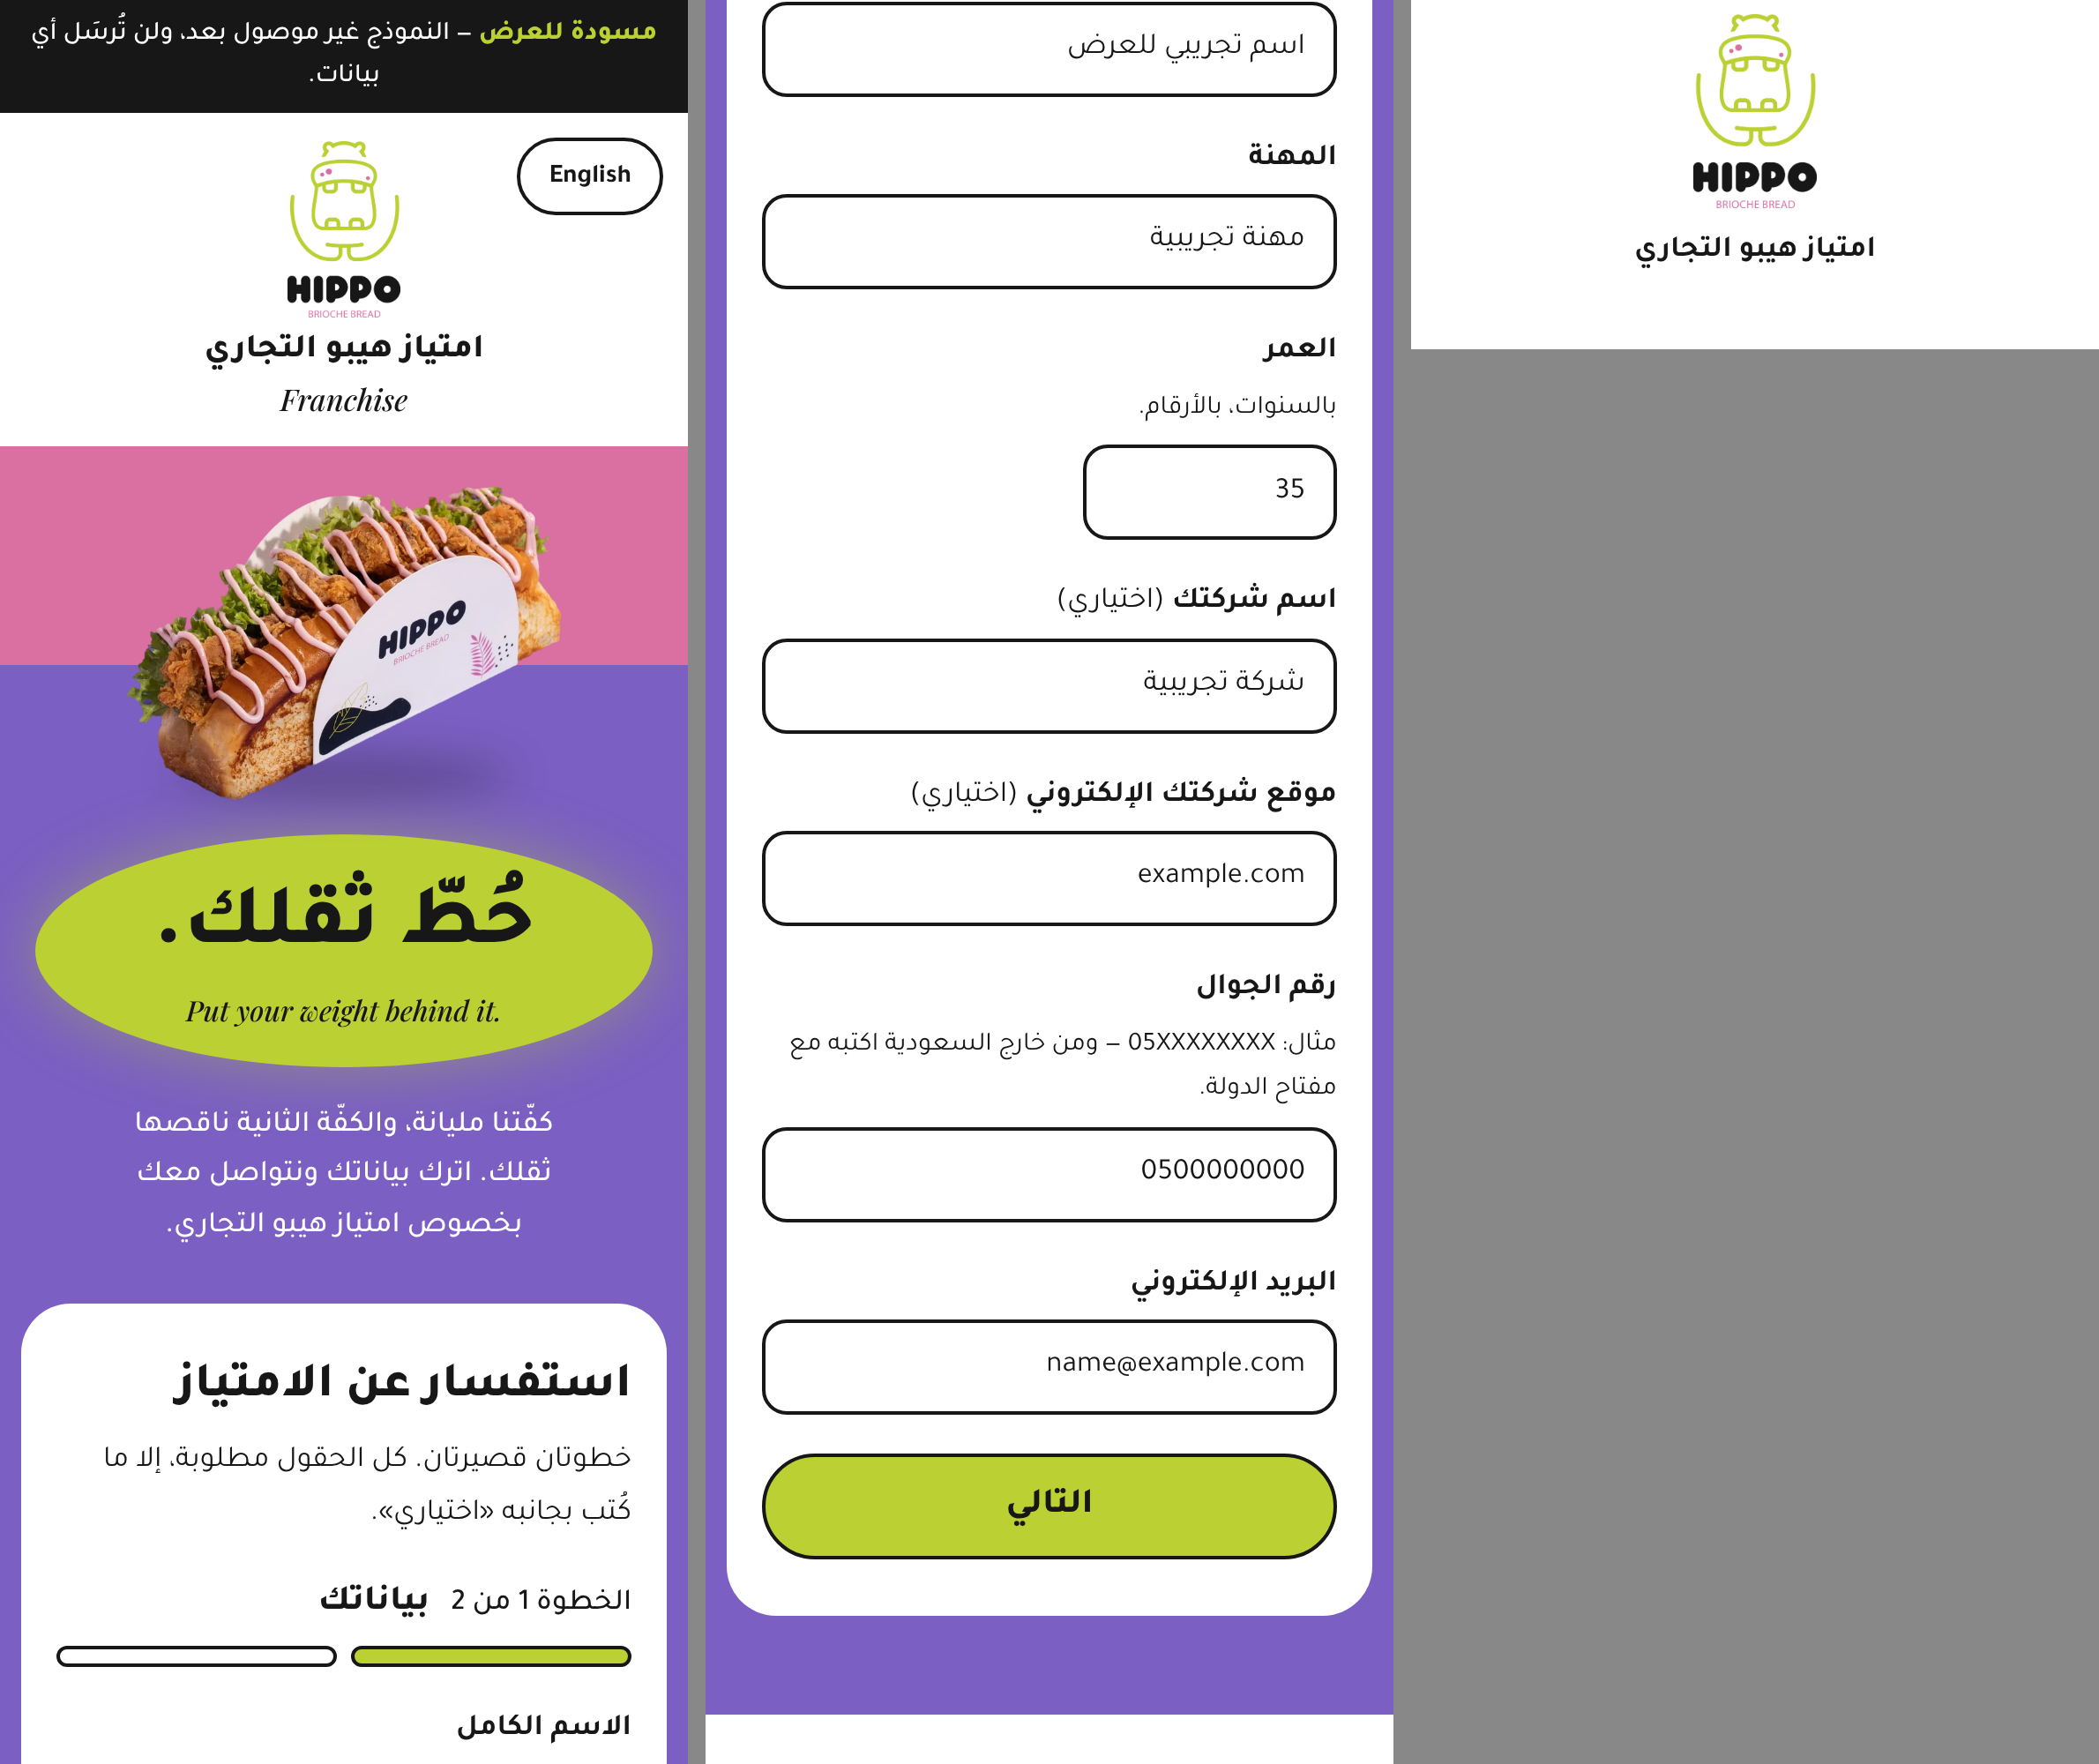 مسودة للعرض – النموذج غير موصول بعد، ولن تُرسَل أي
بيانات.
English
HIPPO
BRIOCHE BREAD
امتياز هيبو التجاري
Franchise
HIPPO
BRIOCHE BREAD
حُطّ ثقلك.
Put your weight behind it.
كفّتنا مليانة، والكفّة الثانية ناقصها
ثقلك. اترك بياناتك ونتواصل معك
بخصوص امتياز هيبو التجاري.
استفسار عن الامتياز
خطوتان قصيرتان. كل الحقول مطلوبة، إلا ما
كُتب بجانبه «اختياري».
الخطوة 1 من 2 بياناتك
الاسم الكامل
اسم تجريبي للعرض
المهنة
مهنة تجريبية
العمر
بالسنوات، بالأرقام.
35
اسم شركتك (اختياري)
شركة تجريبية
موقع شركتك الإلكتروني (اختياري)
example.com
رقم الجوال
مثال: 05XXXXXXXX – ومن خارج السعودية اكتبه مع
مفتاح الدولة.
0500000000
البريد الإلكتروني
name@example.com
التالي
HIPPO
BRIOCHE BREAD
امتياز هيبو التجاري